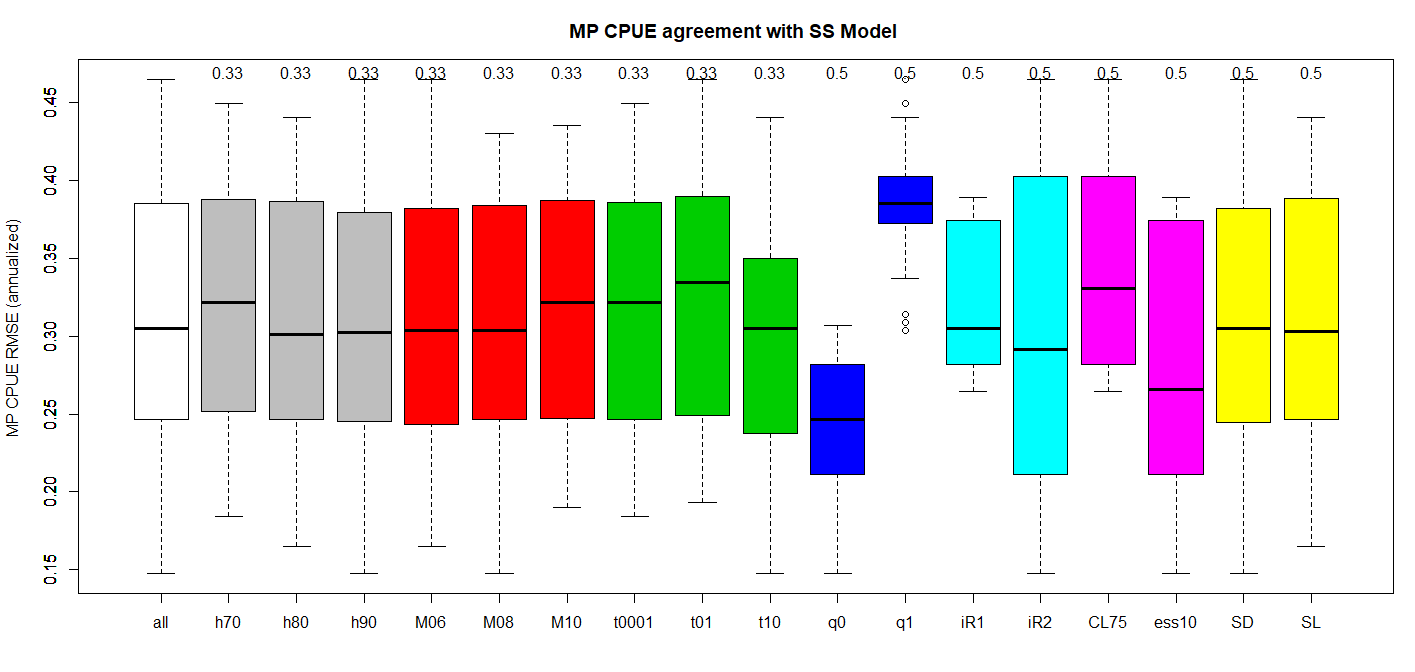 MP CPUE agreement with SS Model
0.33 0.33 0.33 0.33 0.33 0.33 0.33 0.33 0.33 0.5 0.5 0.5 0.5 0.5 0.5 0.5 0.5
MP CPUE RMSE (annualized)
0.45
0.40
0.35
0.30
0.25
0.20
0.15
all h70 h80 h90 M06 M08 M10 t0001 t01 t10 q0 q1 iR1 iR2 CL75 ess10 SD SL